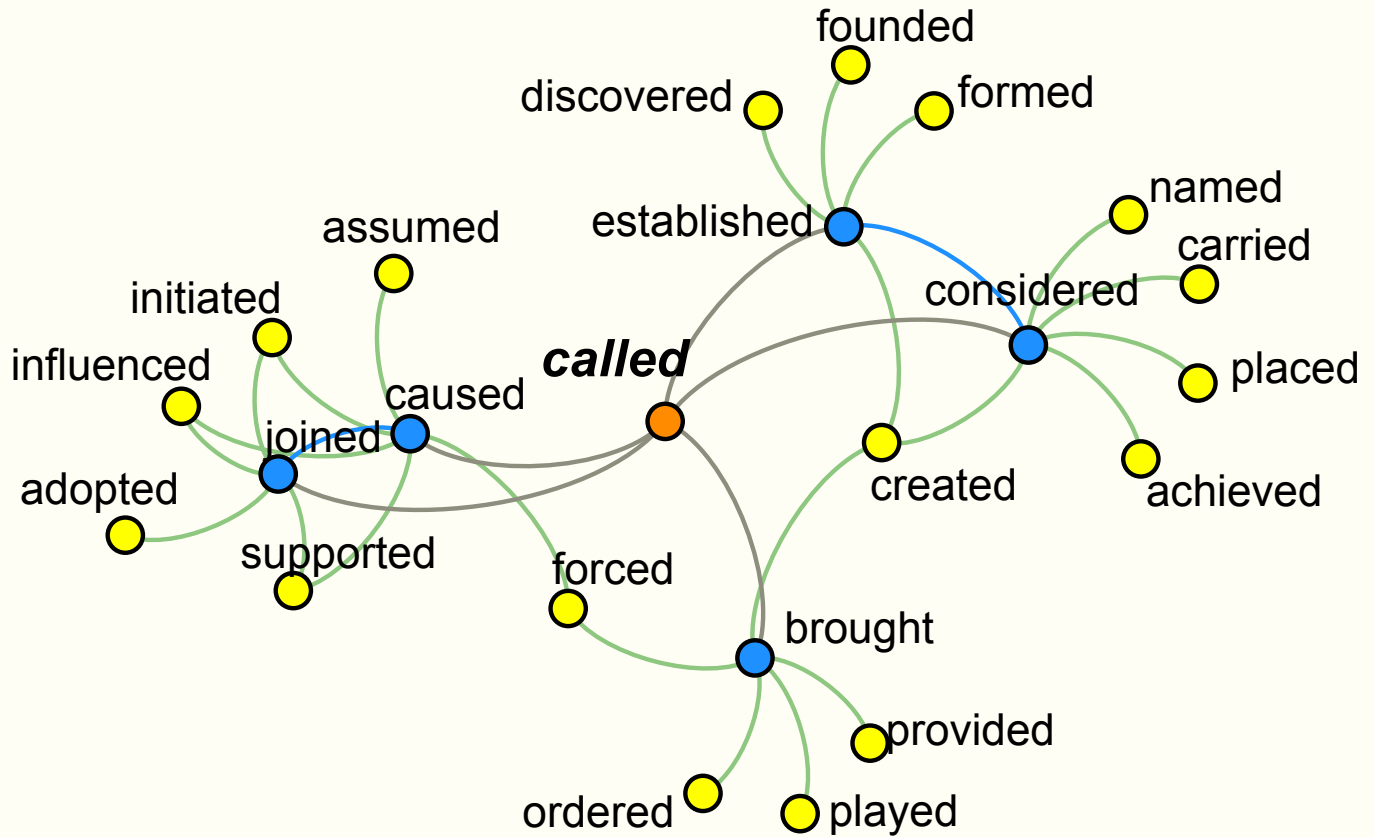 founded
discovered
formed
named
established
assumed
carried
considered
initiated
called
influenced
placed
caused
joined
adopted
created
achieved
supported
forced
brought
provided
ordered
played